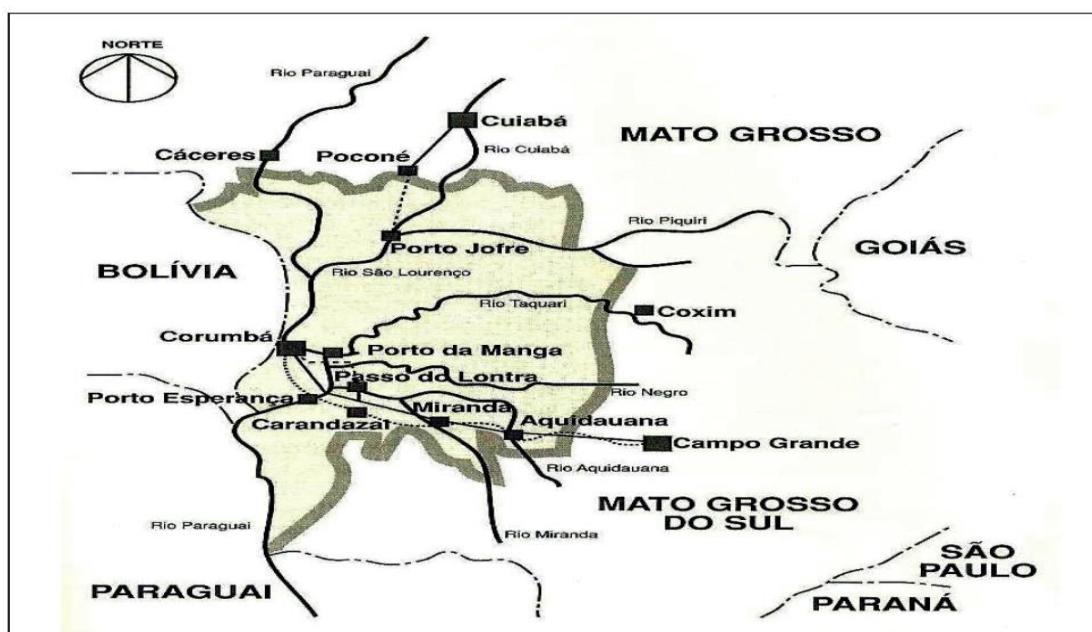 NORTE
Rio Paraguai
Cuiabá
MATO GROSSO
Rio Cuiabá
Cáceres
Poconé
Rio Piquiri
GOIÁS
Porto Jofre
BOLÍVIA
Rio São Lourenço
Rio Taquari
Coxim
Corumbá
Porto da Manga
Passo do Lontra
Rio Negro
Porto Esperança
Miranda
Carandazal
Aquidauana
Campo Grande
Rio Aquidauana
MATO GROSSO
DO SUL
Rio Paraguai
Rio Miranda
SÃO
PAULO
PARAGUAI
PARANÁ